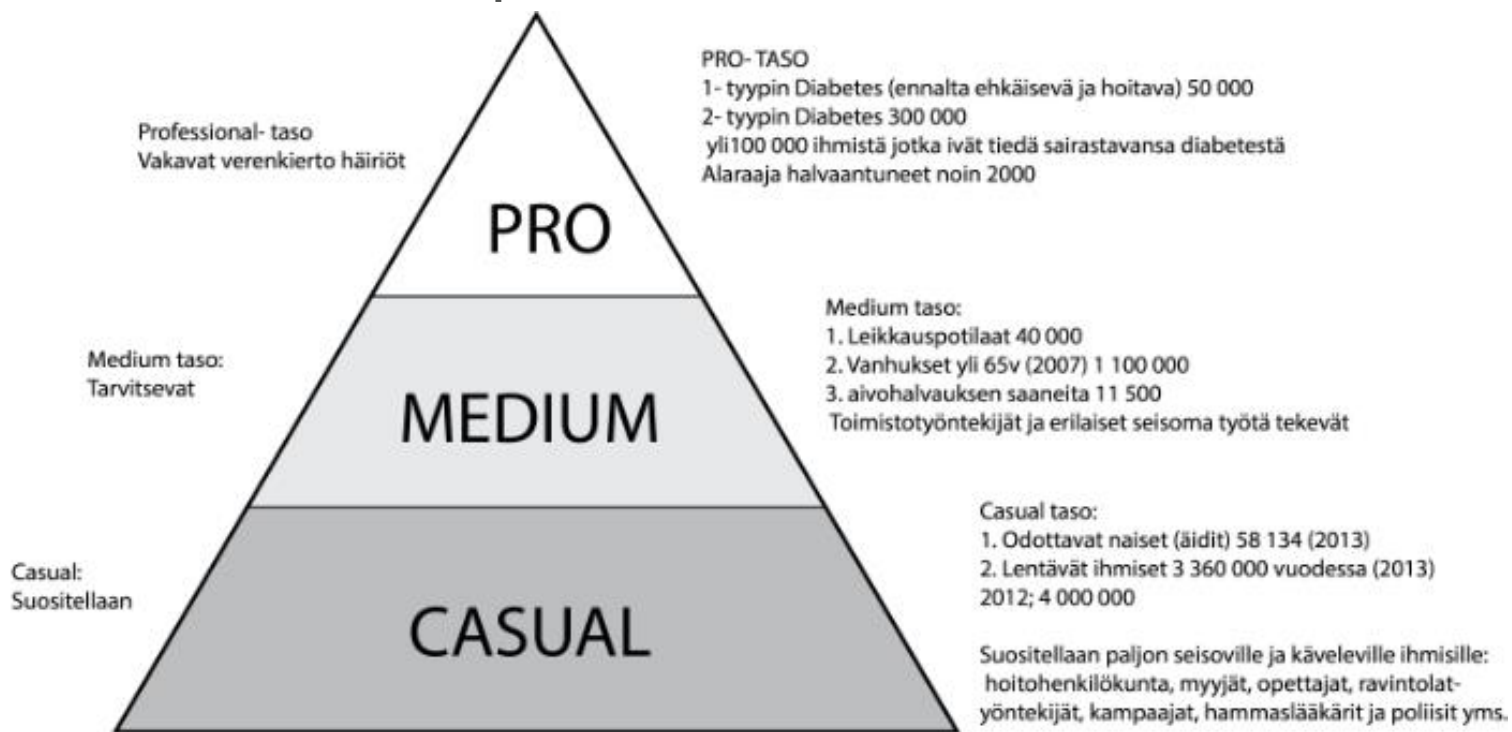 PRO- TASO
1- tyypin Diabetes (ennalta ehkäisevä ja hoitava) 50 000
2- tyypin Diabetes 300 000
yli100 000 ihmistä jotka ivät tiedä sairastavansa diabetestä
Alaraaja halvaantuneet noin 2000
Professional- taso
Vakavat verenkierto häiriöt
PRO
Medium taso:
1. Leikkauspotilaat 40 000
2. Vanhukset yli 65v (2007) 1 100 000
3. aivohalvauksen saaneita 11 500
Toimistotyöntekijät ja erilaiset seisoma työtä tekevät
Medium taso:
Tarvitsevat
MEDIUM
Casual taso:
1. Odottavat naiset (äidit) 58 134 (2013)
2. Lentävät ihmiset 3 360 000 vuodessa (2013)
2012; 4 000 000
Casual:
Suositellaan
CASUAL
Suositellaan paljon seisoville ja käveleville ihmisille:
hoitohenkilökunta, myyjät, opettajat, ravintolat-
yöntekijät, kampaajat, hammaslääkärit ja poliisit yms.